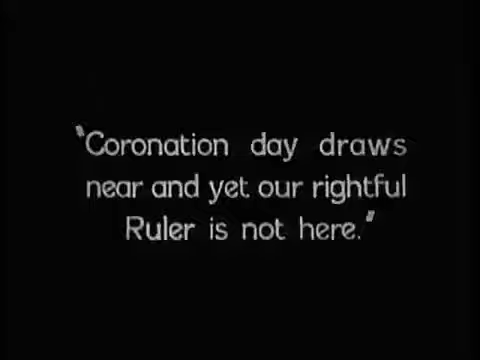 "Coronation day draws
near and yet our rightful
Ruler is not here."